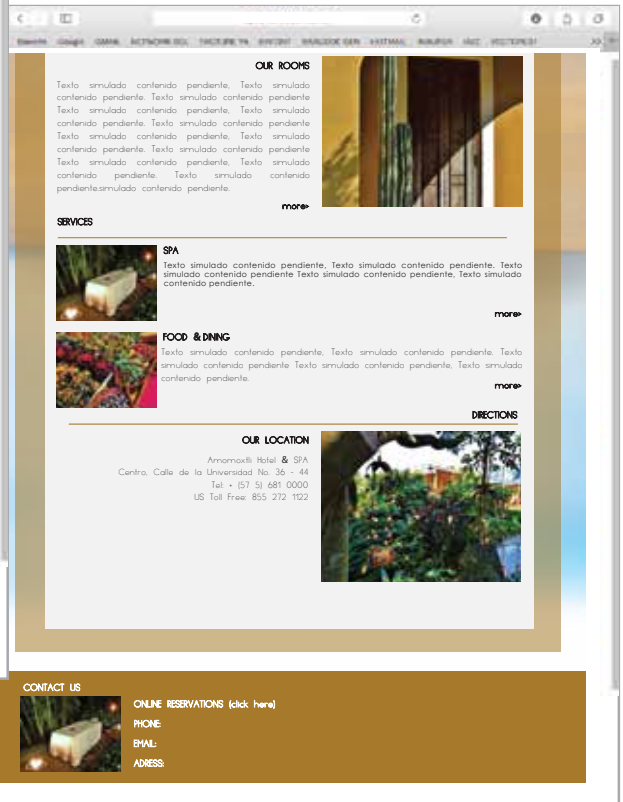 OUR ROOMS
Texto simulado contenido pendiente, Texto simulado
contenido pendiente. Texto simulado contenido pendiente
Texto simulado contenido pendiente, Texto simulado
contenido pendiente. Texto simulado contenido pendiente
Texto simulado contenido pendiente, Texto simulado
contenido pendiente. Texto simulado contenido pendiente
Texto simulado contenido pendiente, Texto simulado
contenido pendiente. Texto simulado contenido
pendiente.simulado contenido pendiente.
more>
SERVICES
SPA
Texto simulado contenido pendiente, Texto simulado contenido pendiente. Texto
simulado contenido pendiente Texto simulado contenido pendiente, Texto simulado
contenido pendiente.
more>
FOOD & DINING
Texto simulado contenido pendiente, Texto simulado contenido pendiente. Texto
simulado contenido pendiente Texto simulado contenido pendiente, Texto simulado
contenido pendiente.
more>
DIRECTIONS
OUR LOCATION
Amomoxtli Hotel & SPA
Centro, Calle de la Universidad No. 36 - 44
Tel: + (57 5) 681 0000
US Toll Free: 855 272 1122
CONTACT US
ONLINE RESERVATIONS (click here)
PHONE:
EMAIL:
ADRESS: